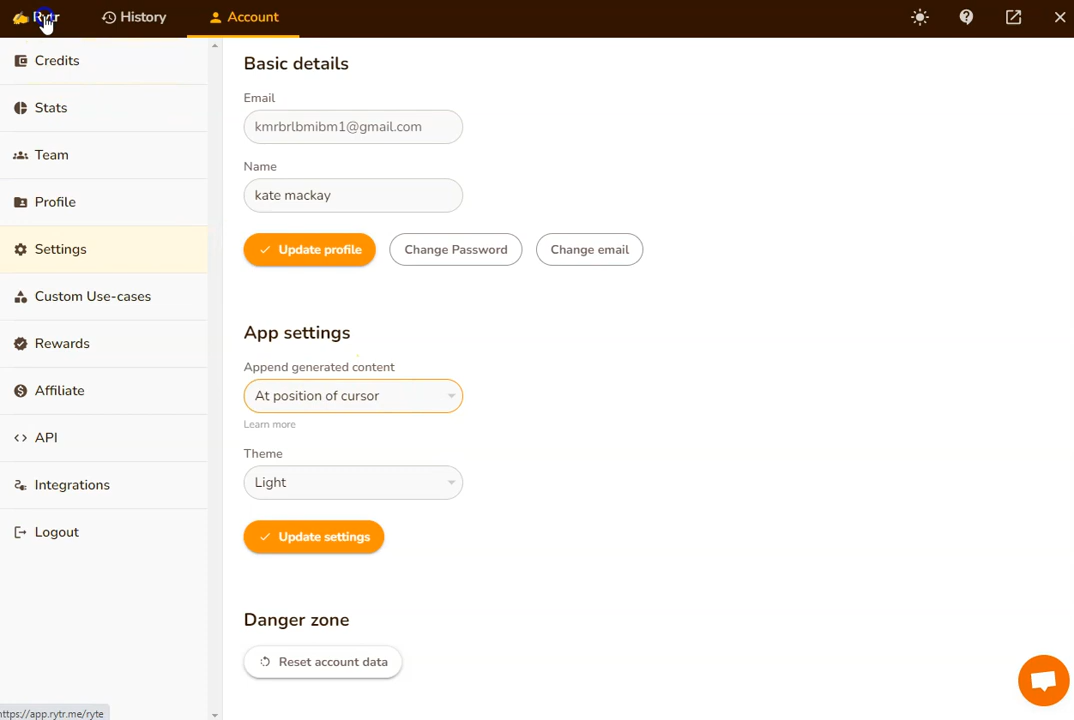 Rytr
History
Account
Credits
Stats
Team
Profile
Settings
Custom Use-cases
Rewards
Affiliate
API
Integrations
Logout
Basic details
Email
kmrbrlbmibm1@gmail.com
Name
kate mackay
Update profile
Change Password
Change email
App settings
Append generated content
At position of cursor
Learn more
Theme
Light
Update settings
Danger zone
Reset account data
https://app.rytr.me/ryte